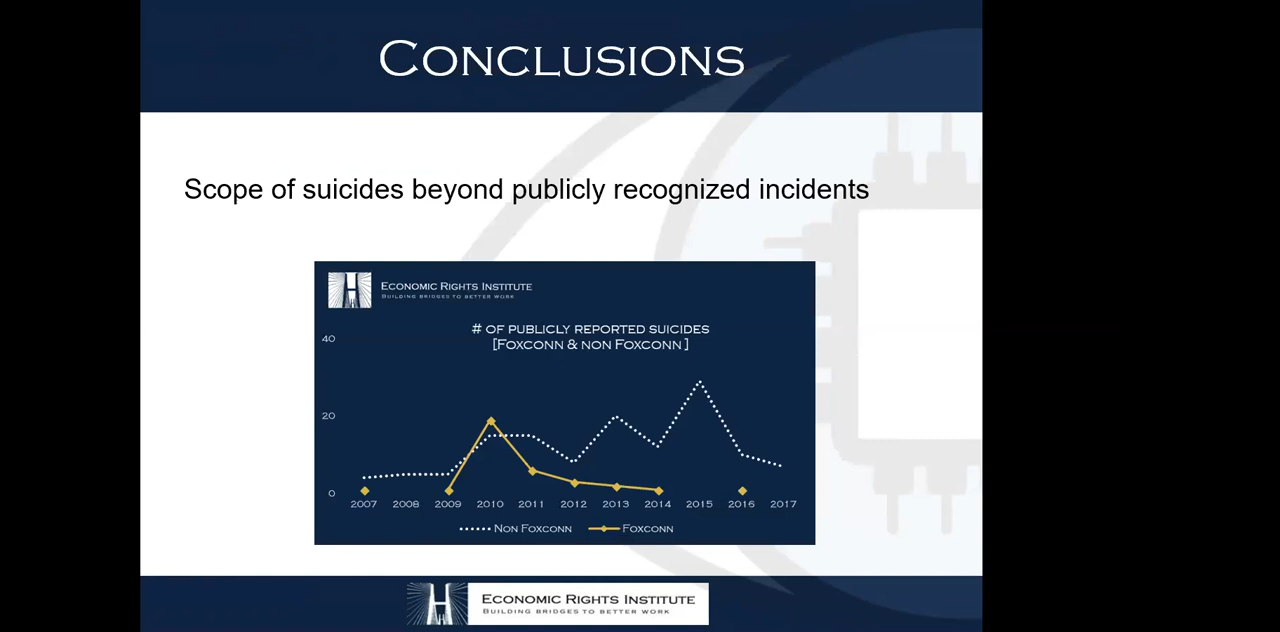 CONCLUSIONS
Scope of suicides beyond publicly recognized incidents
ECONOMIC RIGHTS INSTITUTE
BUILDING BRIDGES TO BETTER WORK
# OF PUBLICLY REPORTED SUICIDES
[FOXCONN & NON FOXCONN ]
40
20
0
2007 2008 2009 2010 2011 2012 2013 2014 2015 2016 2017
NON FOXCONN FOXCONN
ECONOMIC RIGHTS INSTITUTE
BUILDING BRIDGES TO BETTER WORK